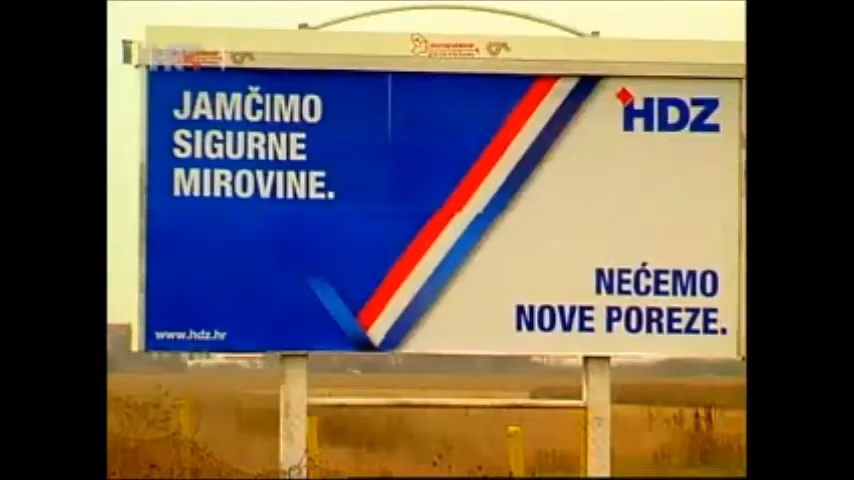 JAMČIMO
SIGURNE
MIROVINE.
HDZ
NEĆEMO
NOVE POREZE.
www.hdz.hr